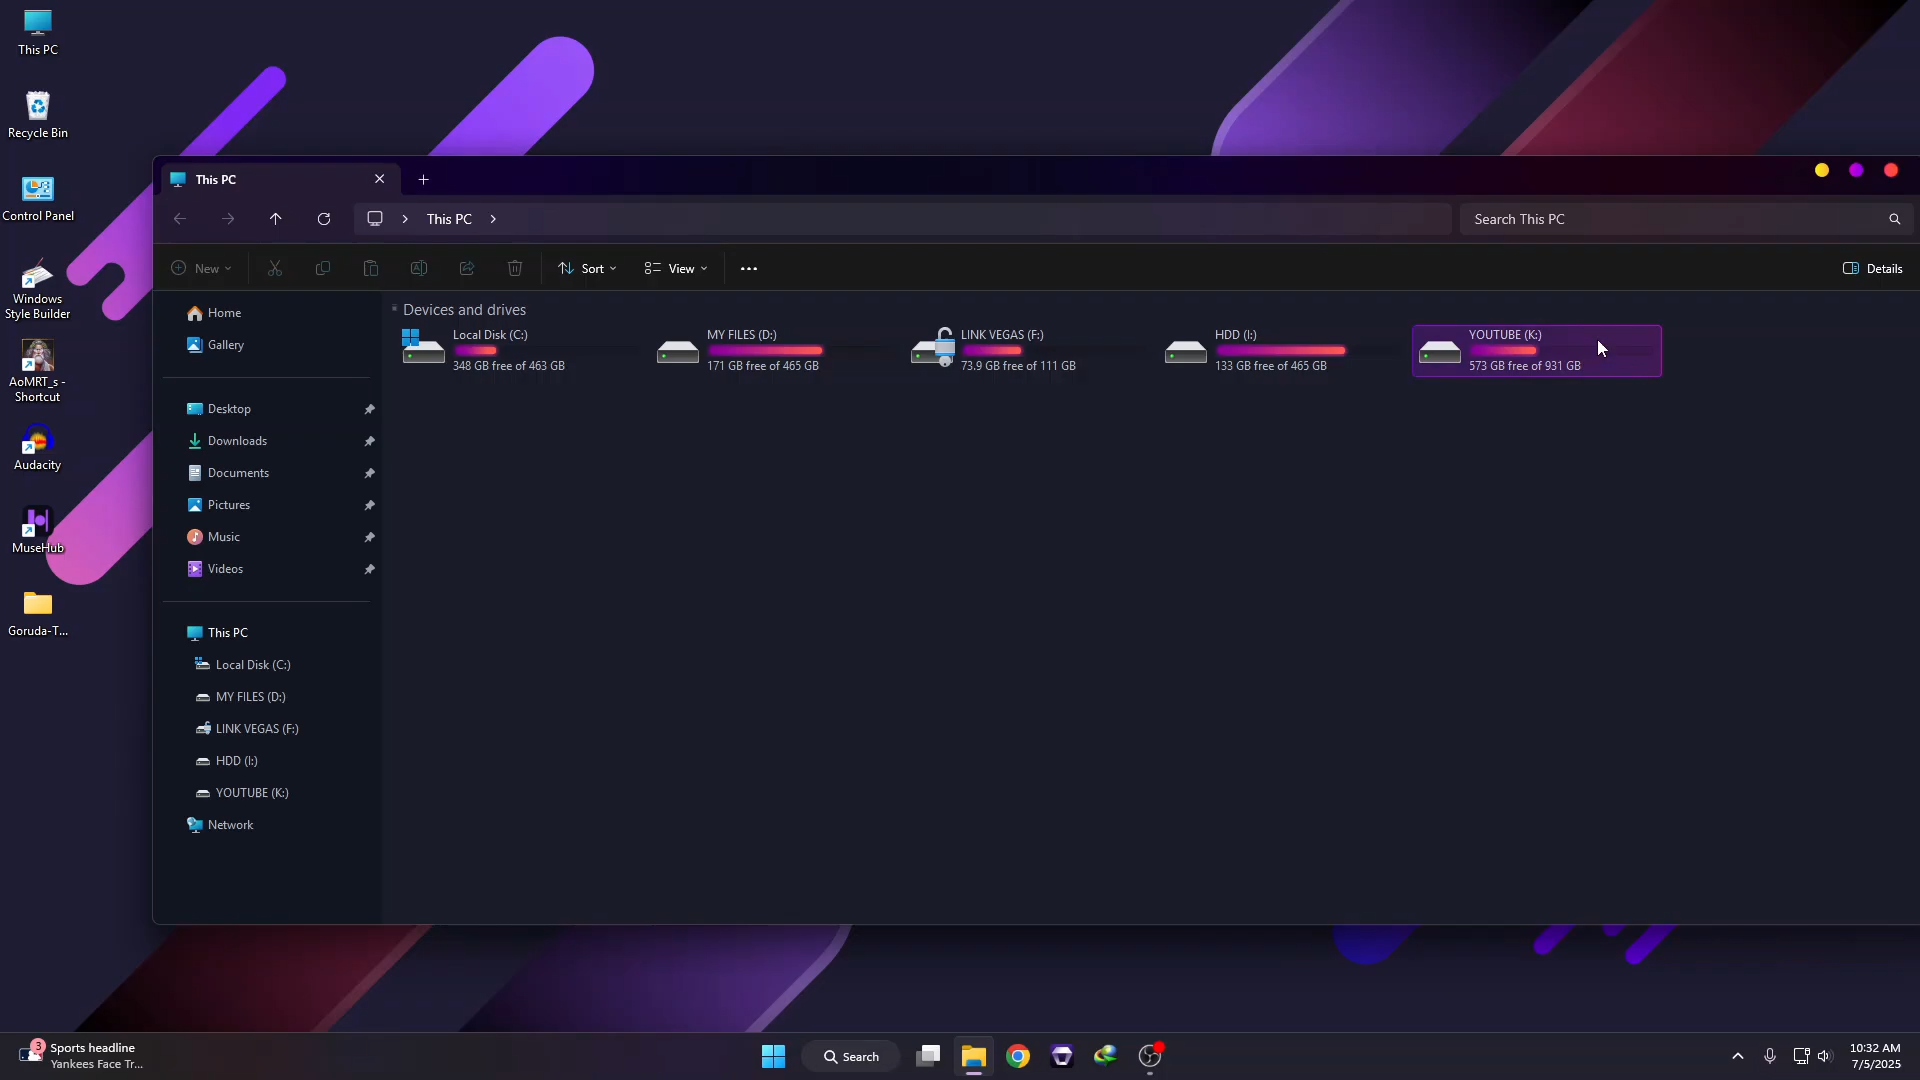 This PC
Recycle Bin
Control Panel
Windows
Style Builder
AoMRT_s -
Shortcut
Audacity
MuseHub
Goruda-T...
This PC
This PC
Search This PC
New
Sort
View
Details
Home
Gallery
Desktop
Downloads
Documents
Pictures
Music
Videos
This PC
Local Disk (C:)
MY FILES (D:)
LINK VEGAS (F:)
HDD (I:)
YOUTUBE (K:)
Network
Devices and drives
Local Disk (C:)
348 GB free of 463 GB
MY FILES (D:)
171 GB free of 465 GB
LINK VEGAS (F:)
73.9 GB free of 111 GB
HDD (I:)
133 GB free of 465 GB
YOUTUBE (K:)
573 GB free of 931 GB
3
Sports headline
Yankees Face Tr...
Search
10:32 AM
7/5/2025